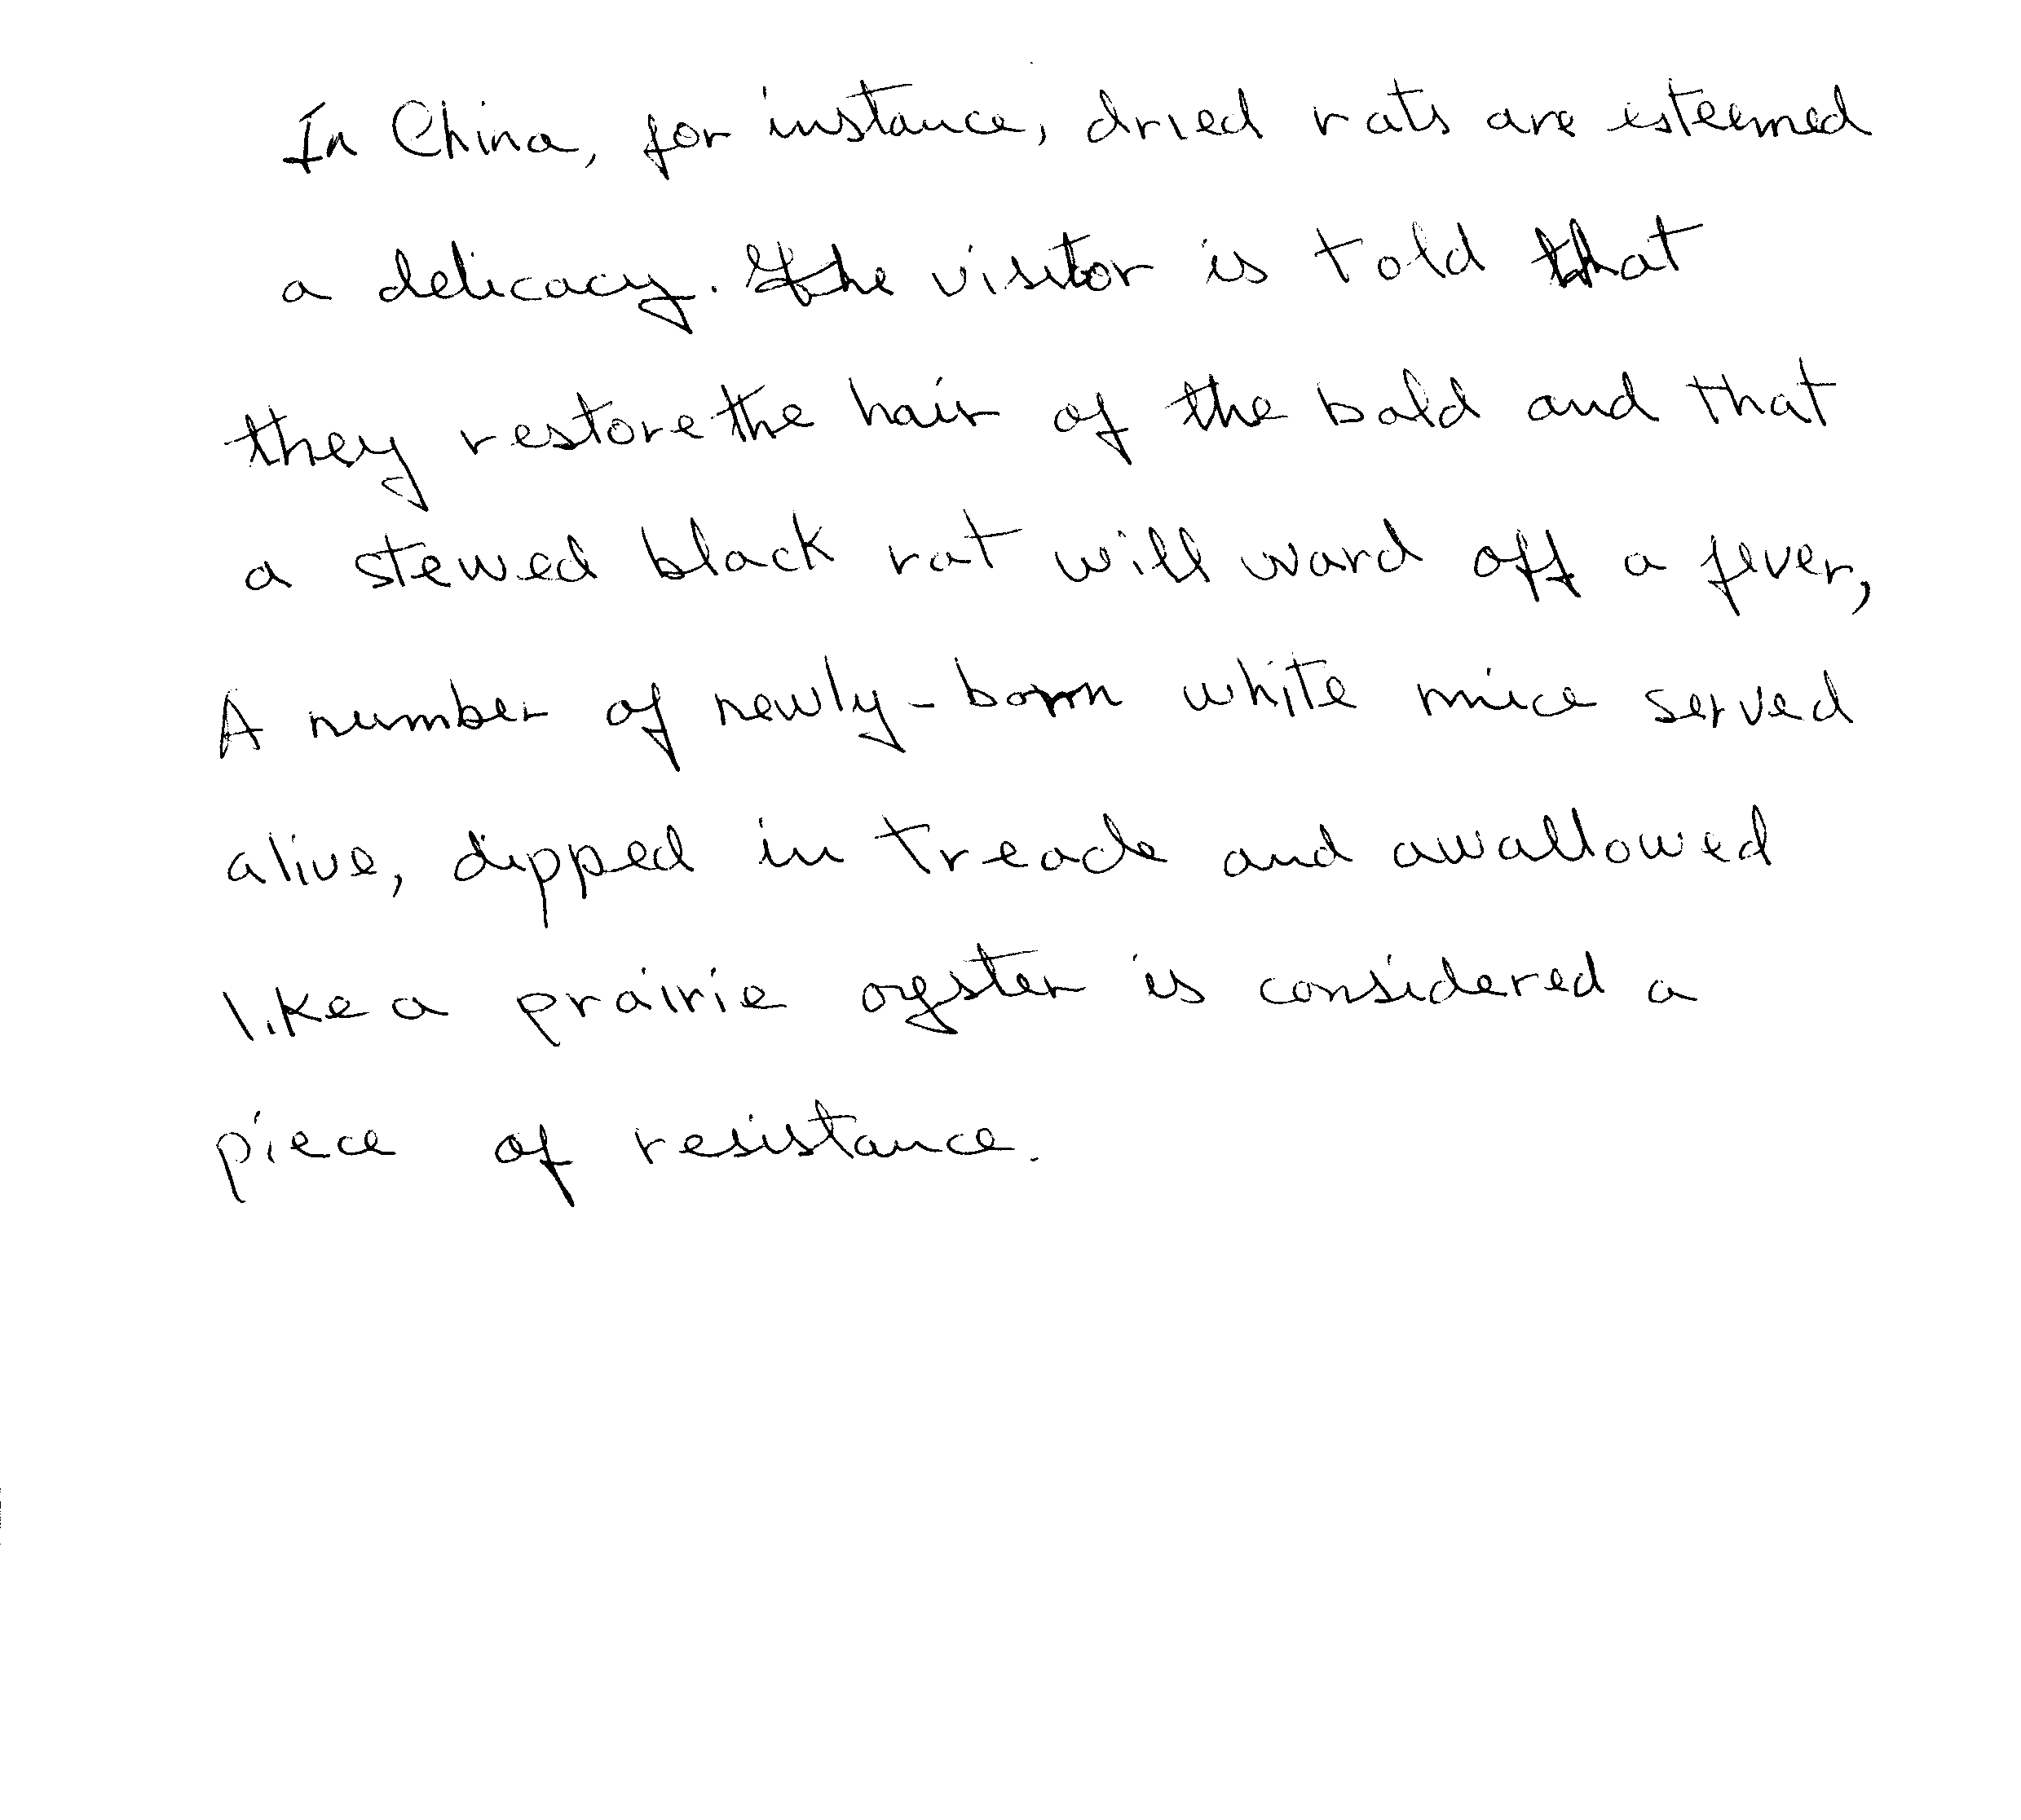 In China, for instance, dried rats are esteemed
a delicacy. The visitor is told that
they restore the hair of the bald and that
a stewed black rat will ward off a fever,
A number of newly-born white mice served
alive, dipped in treacle and swallowed
like a prairie oyster is considered a
piece of resistance.